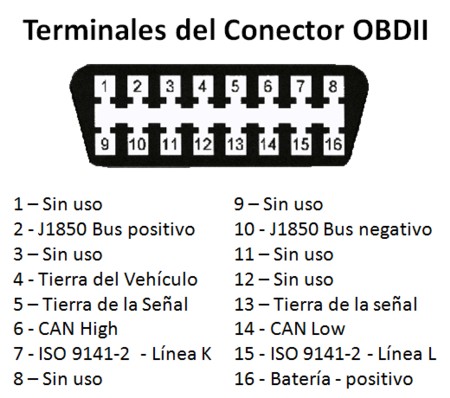 Terminales del Conector OBDII
1 2 3 4 5 6 7 8
9 10 11 12 13 14 15 16
1 – Sin uso
2 - J1850 Bus positivo
3 – Sin uso
4 - Tierra del Vehículo
5 – Tierra de la Señal
6 - CAN High
7 - ISO 9141-2 - Línea K
8 – Sin uso
9 – Sin uso
10 - J1850 Bus negativo
11 – Sin uso
12 – Sin uso
13 – Tierra de la señal
14 - CAN Low
15 - ISO 9141-2 - Línea L
16 - Batería - positivo